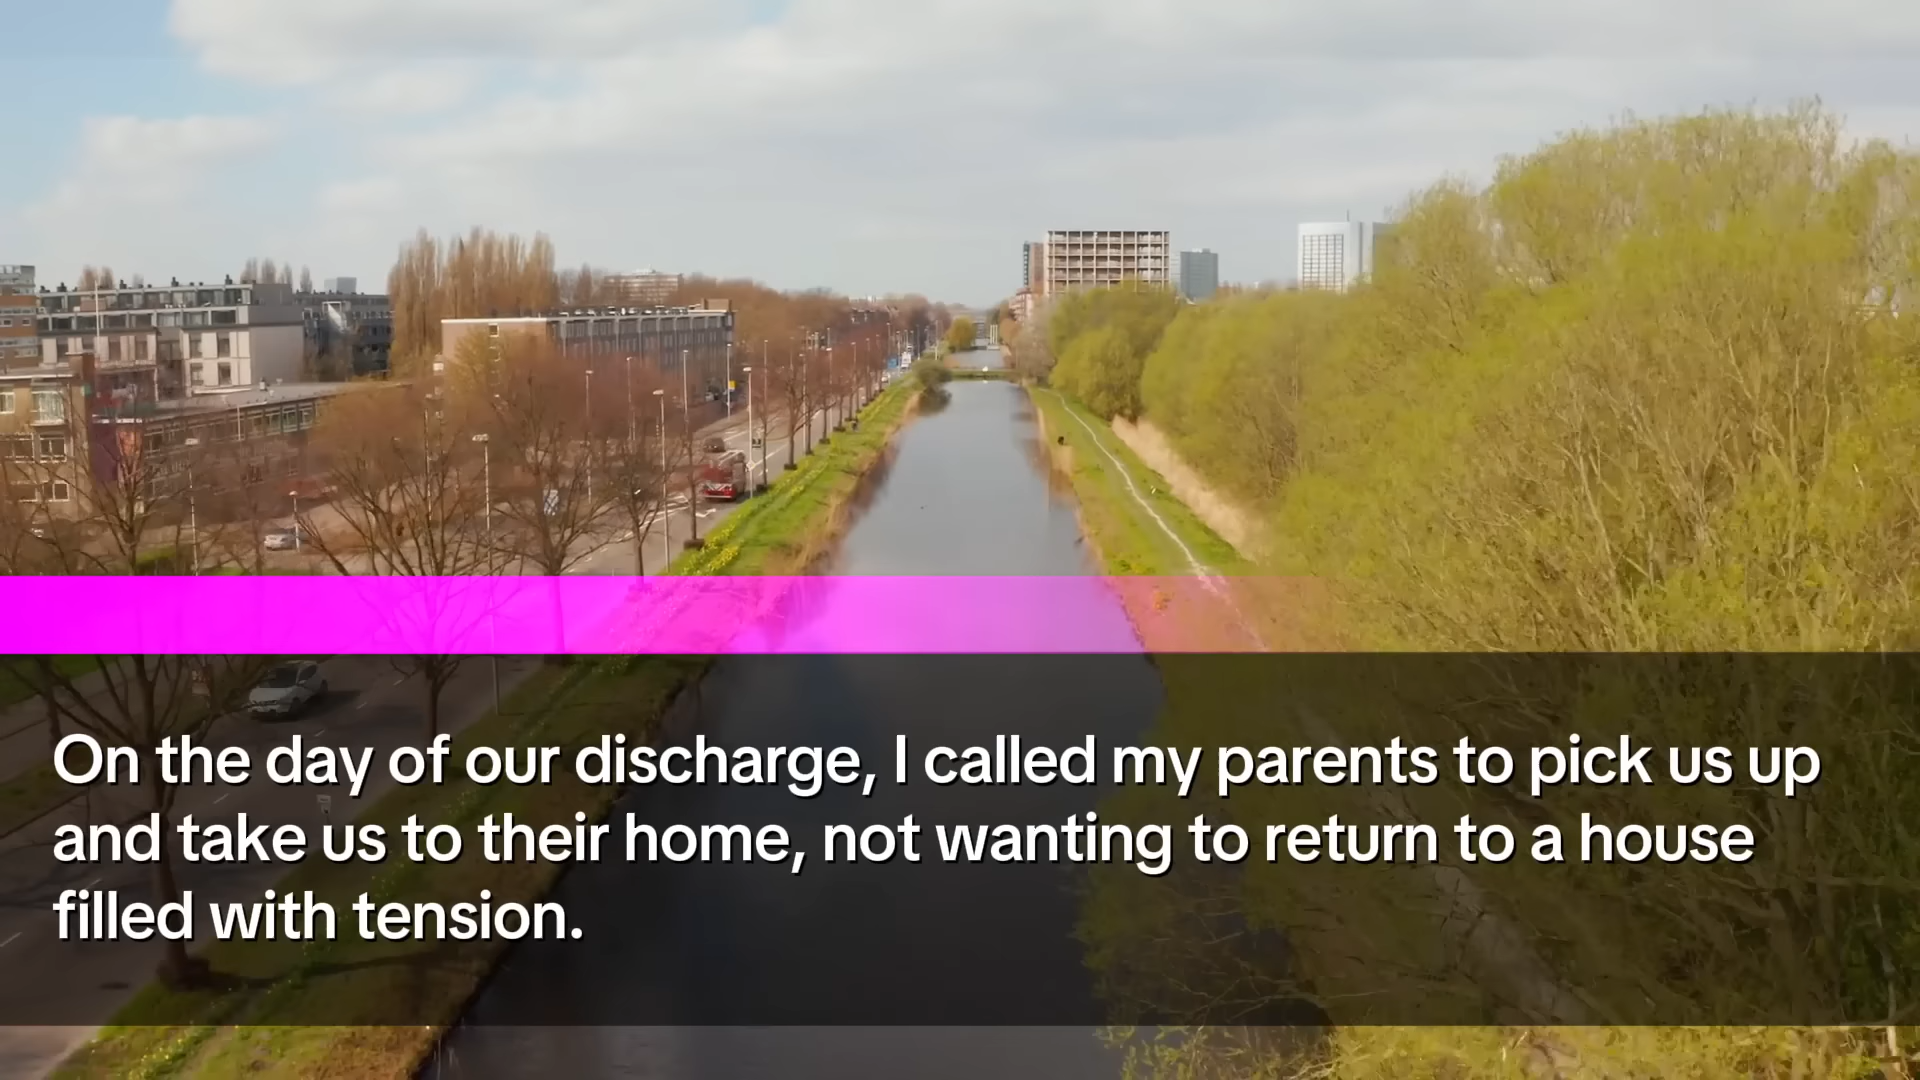 On the day of our discharge, I called my parents to pick us up
and take us to their home, not wanting to return to a house
filled with tension.